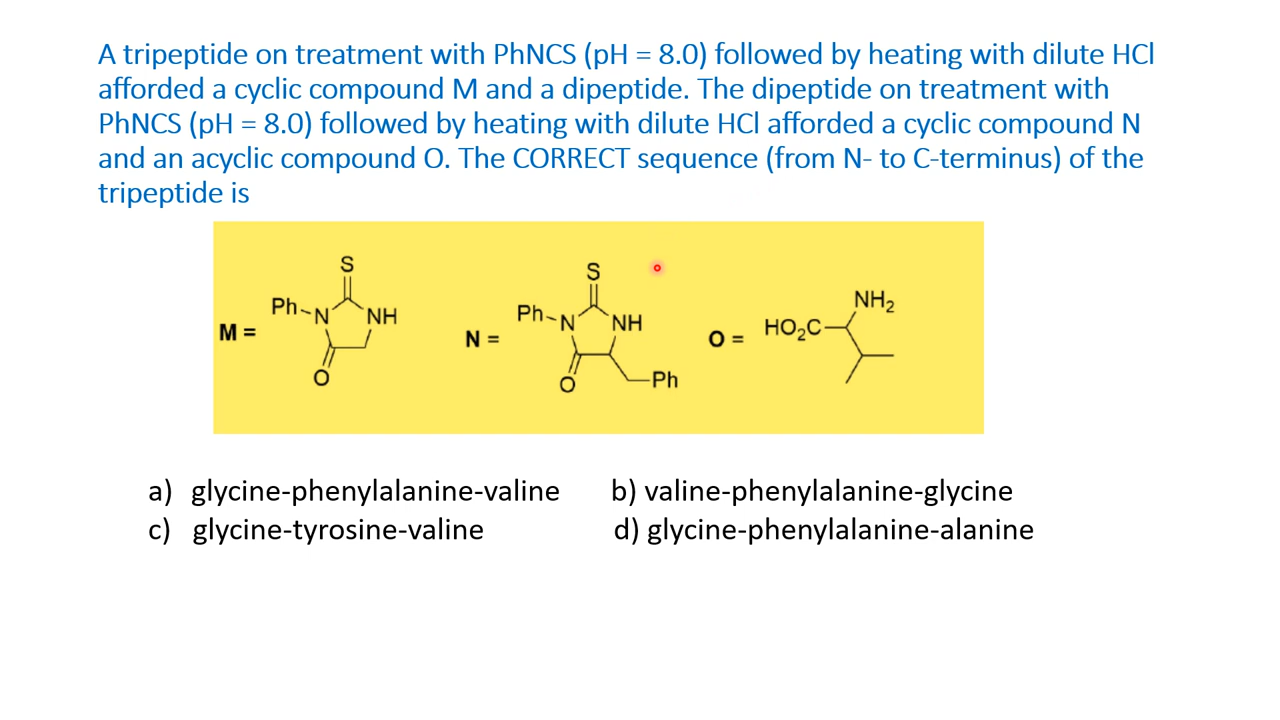 A tripeptide on treatment with PhNCS (pH = 8.0) followed by heating with dilute HCl
afforded a cyclic compound M and a dipeptide. The dipeptide on treatment with
PhNCS (pH = 8.0) followed by heating with dilute HCl afforded a cyclic compound N
and an acyclic compound O. The CORRECT sequence (from N- to C-terminus) of the
tripeptide is
M =
Ph
N
S
NH
O
N =
Ph
N
S
NH
O
Ph
O =
HO₂C
NH₂
a) glycine-phenylalanine-valine b) valine-phenylalanine-glycine
c) glycine-tyrosine-valine d) glycine-phenylalanine-alanine